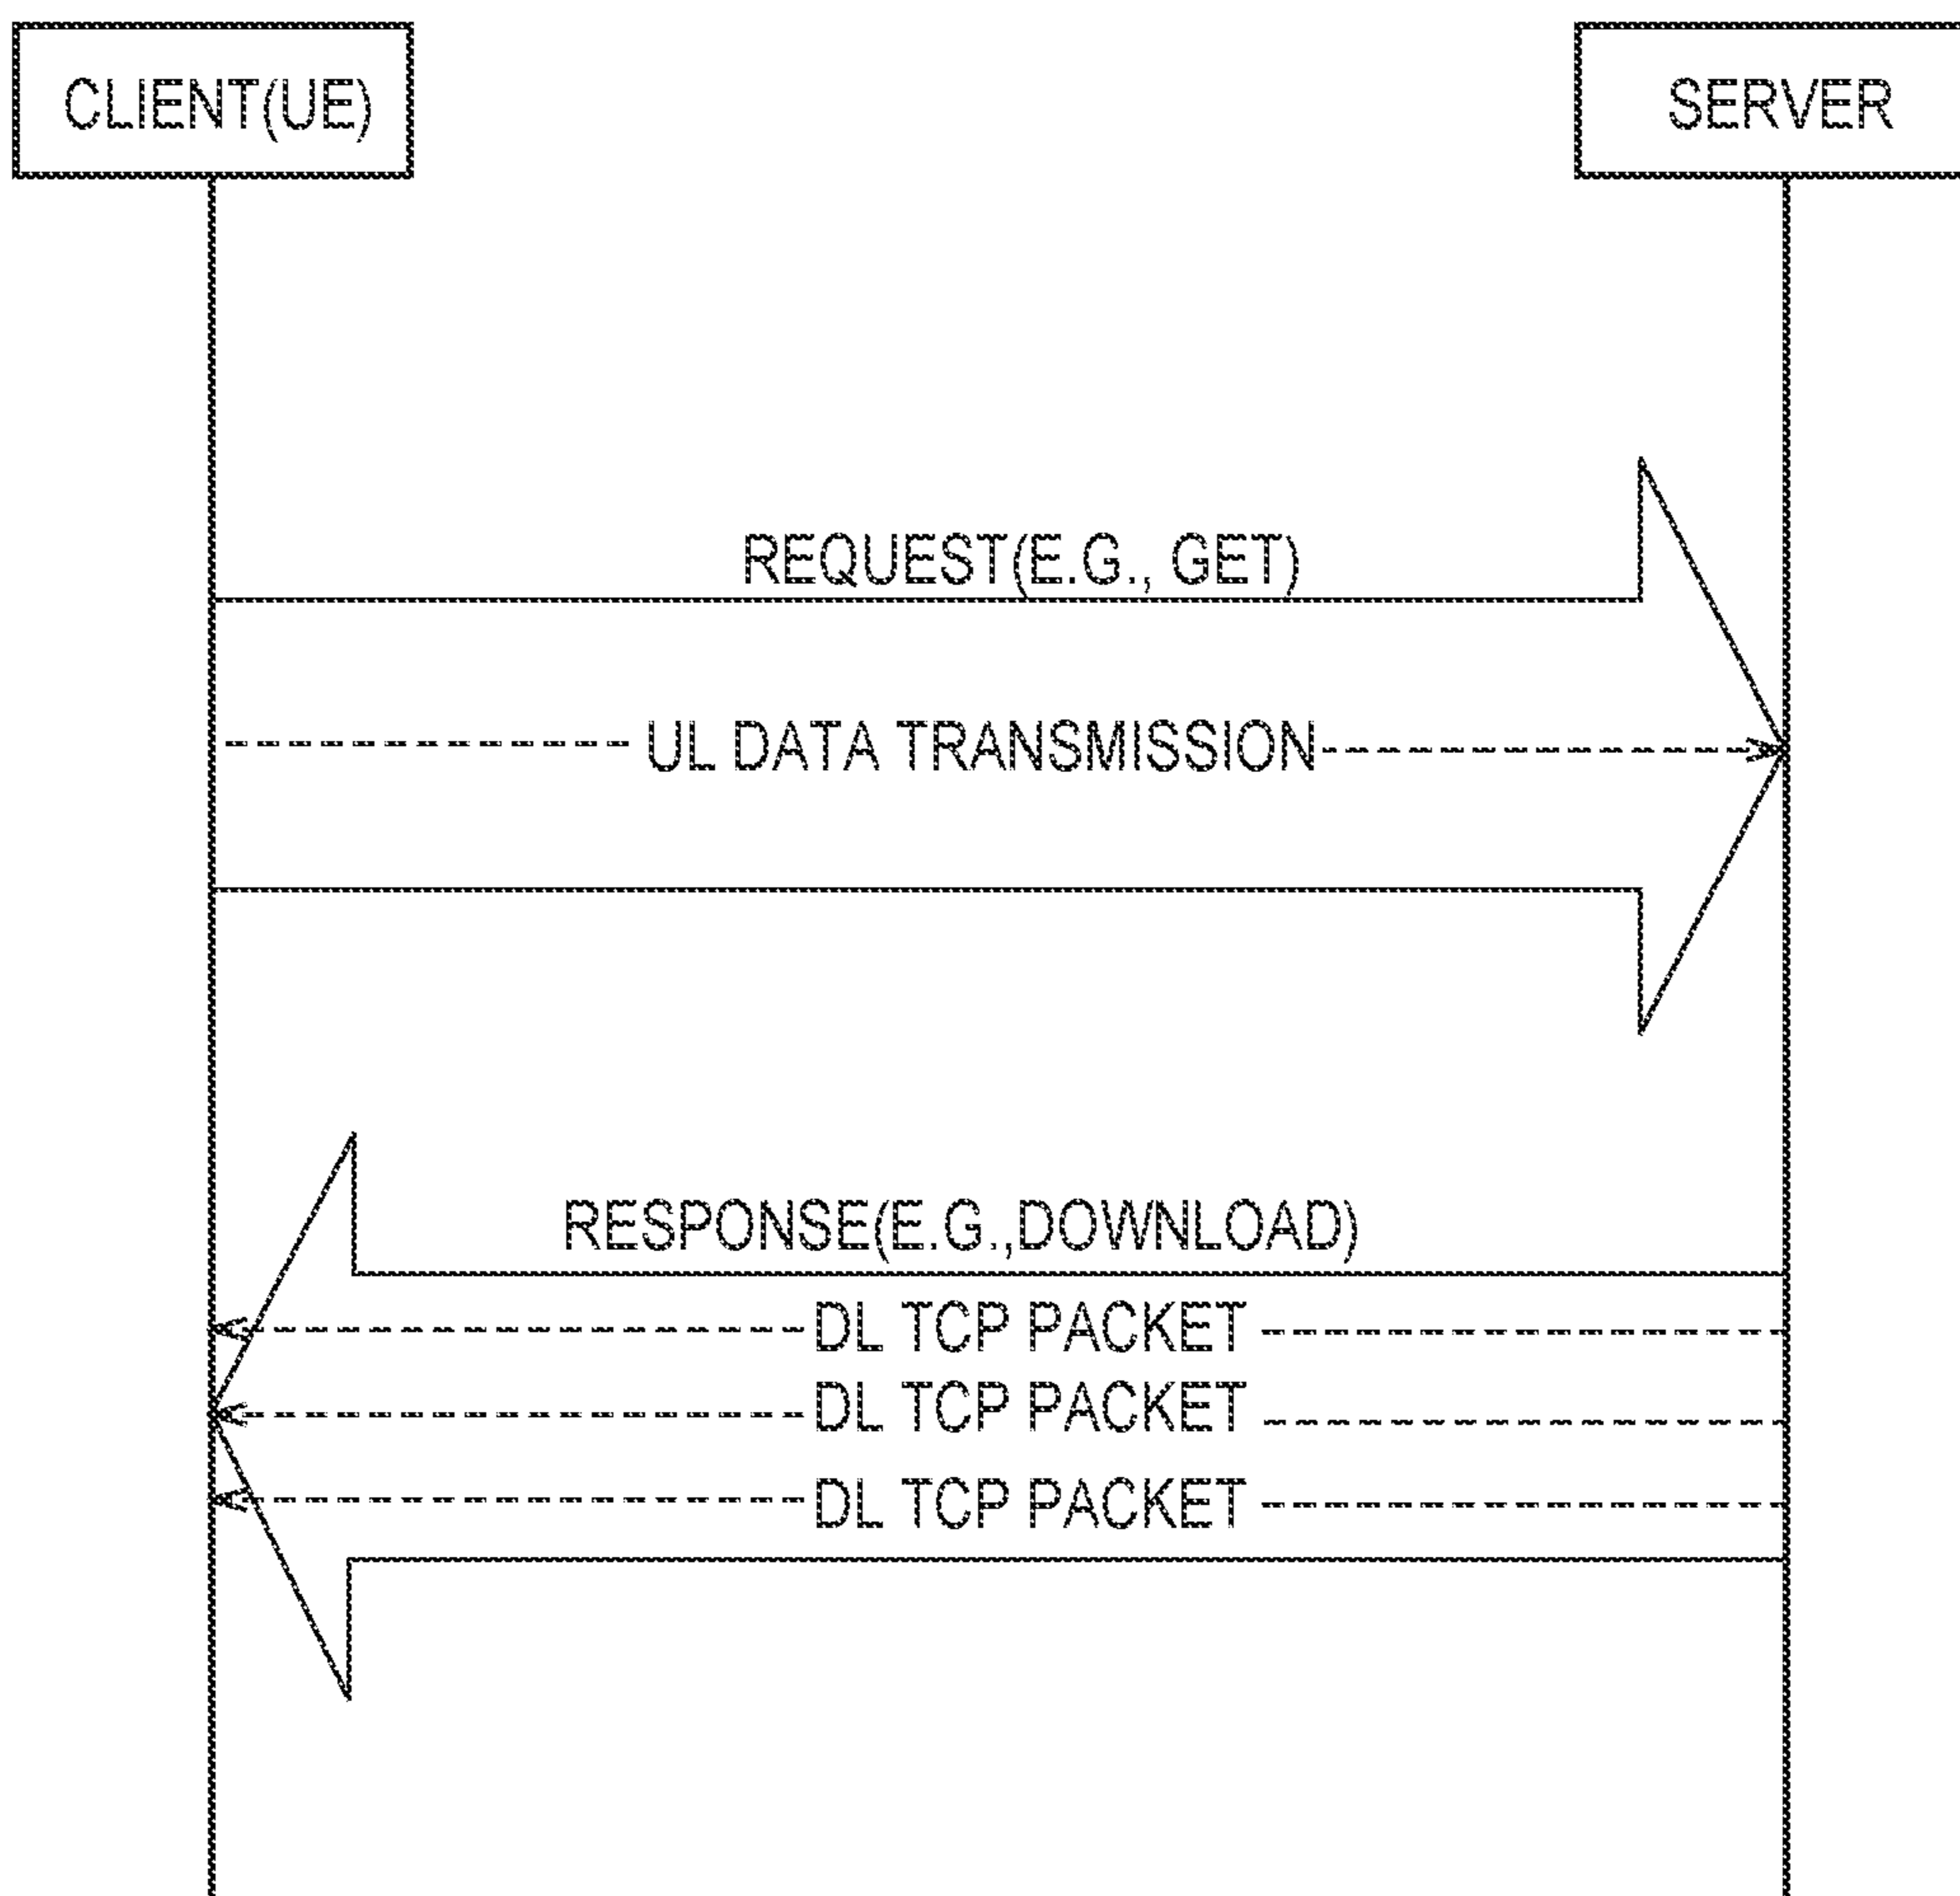 CLIENT(UE)
SERVER
REQUEST(E.G., GET)
UL DATA TRANSMISSION
RESPONSE(E.G.,DOWNLOAD)
DL TCP PACKET
DL TCP PACKET
DL TCP PACKET